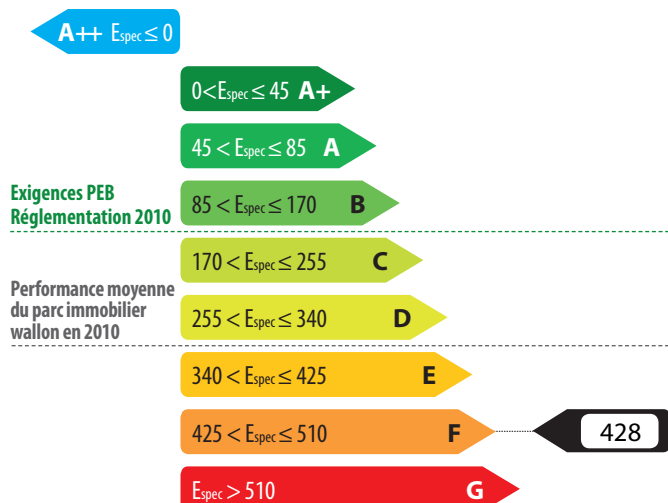 A++ Espec ≤ 0
0<Espec ≤ 45 A+
45 < Espec ≤ 85 A
Exigences PEB
Réglementation 2010
85 < Espec ≤ 170 B
170 < Espec ≤ 255 C
Performance moyenne
du parc immobilier
wallon en 2010
255 < Espec ≤ 340 D
340 < Espec ≤ 425 E
425 < Espec ≤ 510 F
428
Espec > 510 G